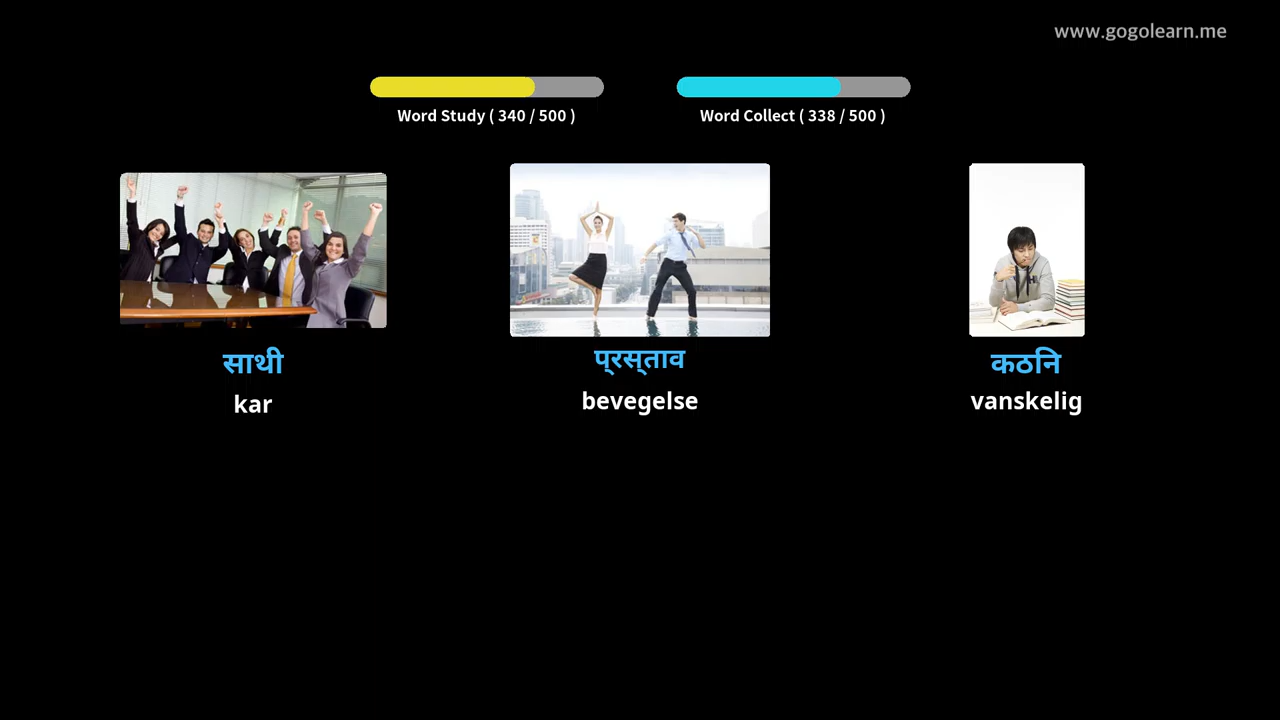 www.gogolearn.me
Word Study ( 340 / 500 )
Word Collect ( 338 / 500 )
साथी
kar
प्रस्ताव
bevegelse
कठनि
vanskelig